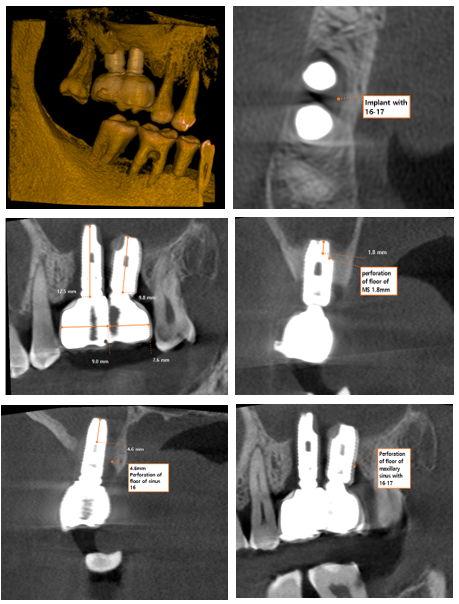 Implant with
16-17
12.5 mm
9.8 mm
9.0 mm
7.6 mm
1.8 mm
perforation
of floor of
MS 1.8mm
4.6 mm
4.6mm
Perforation of
floor of sinus
16
Perforation
of floor of
maxillary
sinus with
16-17